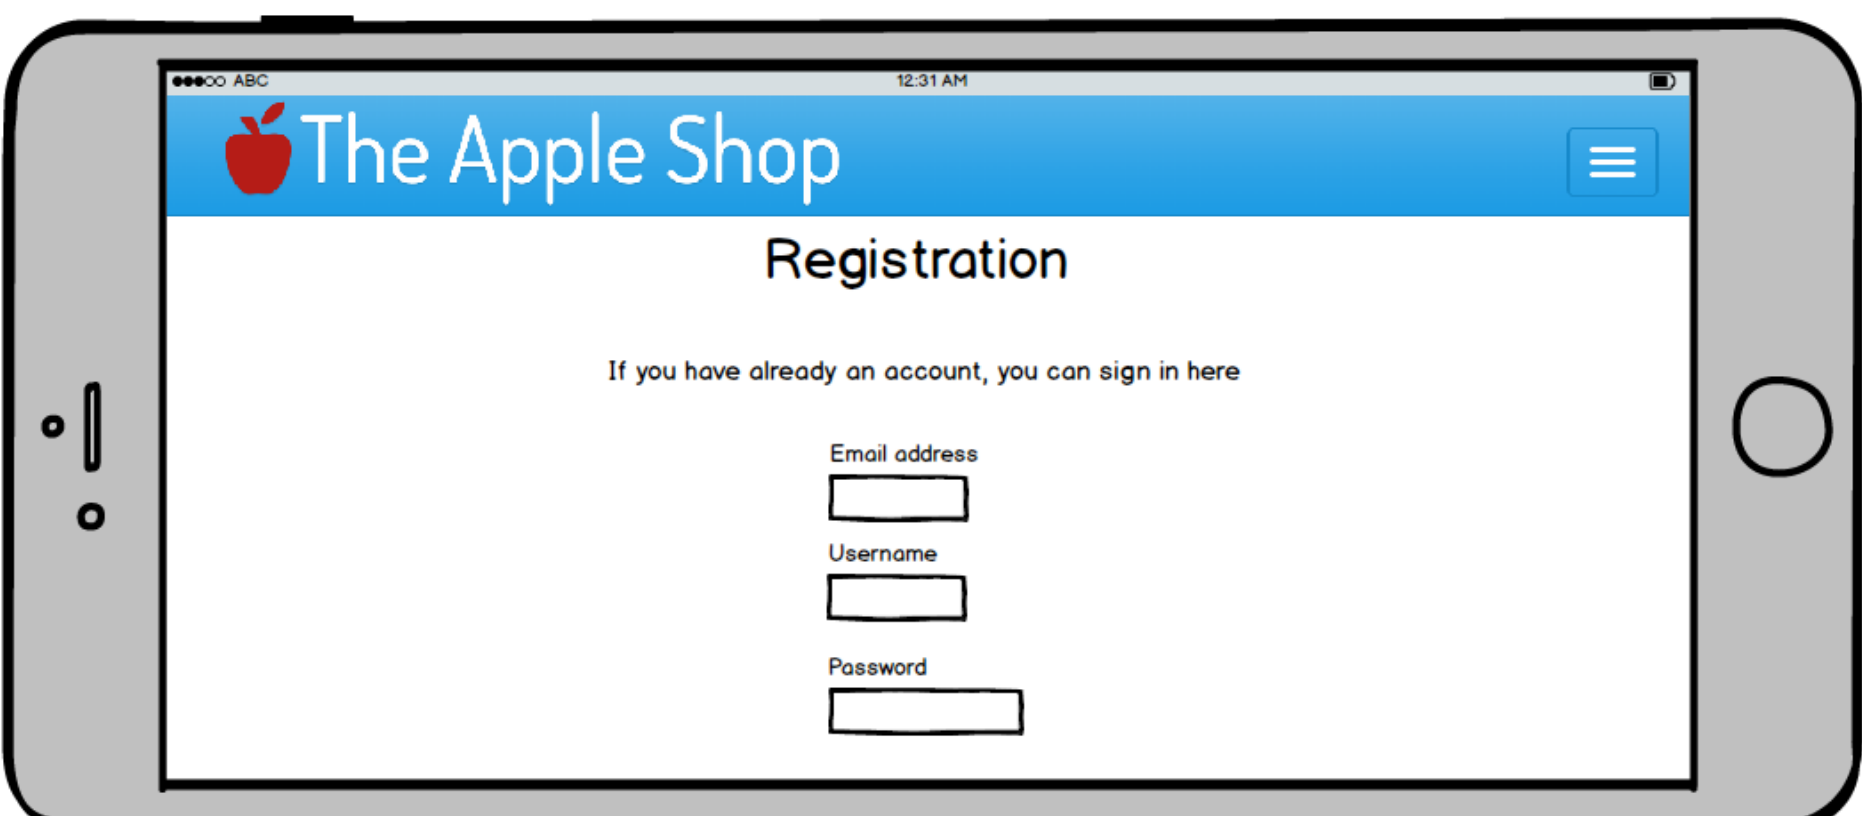 ABC 12:31 AM
The Apple Shop
Registration
If you have already an account, you can sign in here
Email address
Username
Password